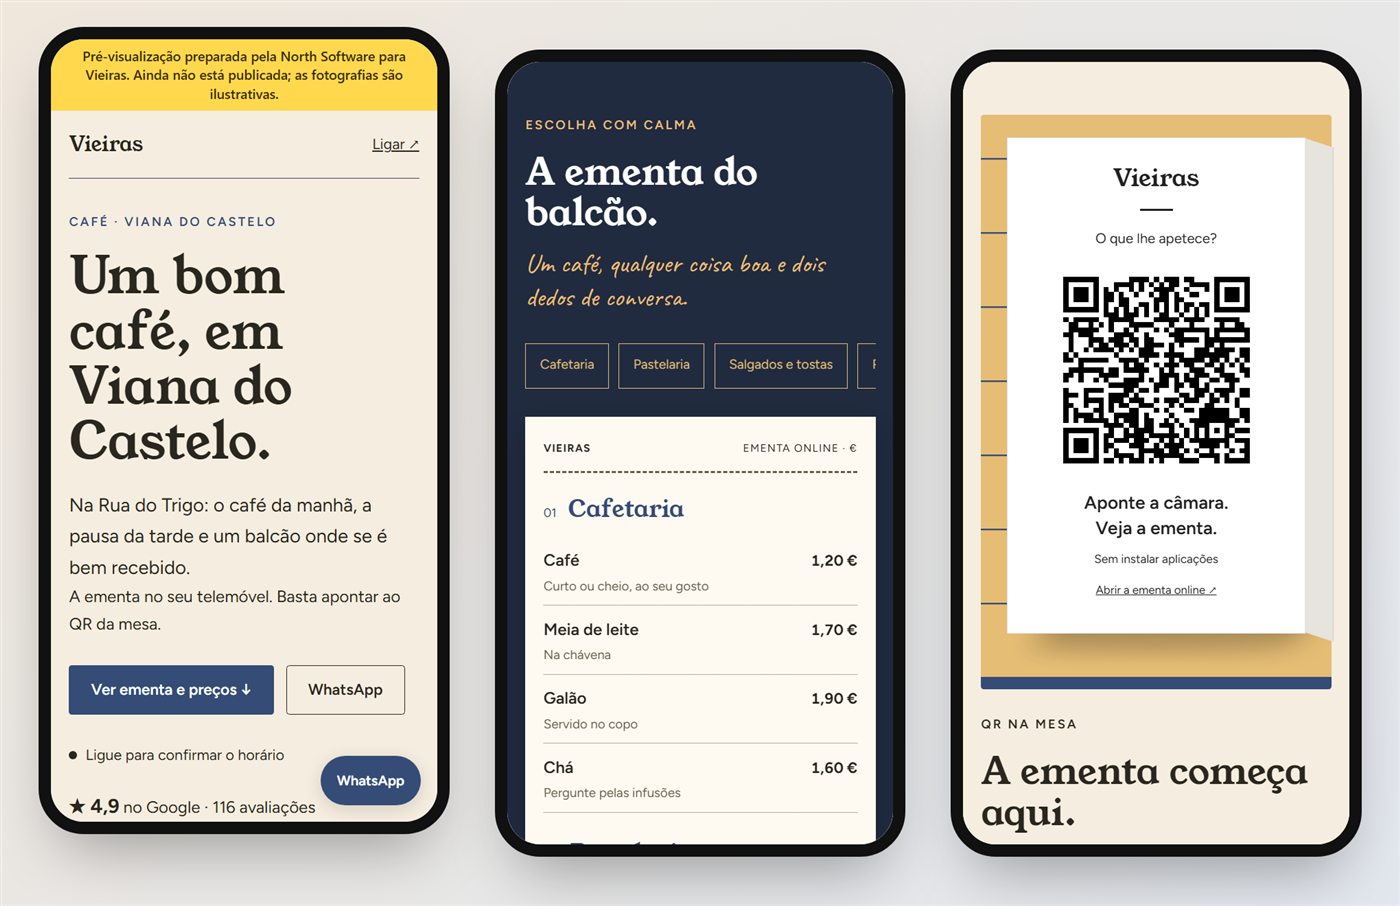 Pré-visualização preparada pela North Software para
Vieiras. Ainda não está publicada; as fotografias são
ilustrativas.
Vieiras
Ligar ↗
CAFÉ · VIANA DO CASTELO
Um bom
café, em
Viana do
Castelo.
Na Rua do Trigo: o café da manhã, a
pausa da tarde e um balcão onde se é
bem recebido.
A ementa no seu telemóvel. Basta apontar ao
QR da mesa.
Ver ementa e preços ↓
WhatsApp
Ligue para confirmar o horário
WhatsApp
★ 4,9 no Google · 116 avaliações
ESCOLHA COM CALMA
A ementa do
balcão.
Um café, qualquer coisa boa e dois
dedos de conversa.
Cafetaria
Pastelaria
Salgados e tostas
VIEIRAS
EMENTA ONLINE · €
01 Cafetaria
Café 1,20 €
Curto ou cheio, ao seu gosto
Meia de leite 1,70 €
Na chávena
Galão 1,90 €
Servido no copo
Chá 1,60 €
Pergunte pelas infusões
Vieiras
O que lhe apetece?
Aponte a câmara.
Veja a ementa.
Sem instalar aplicações
Abrir a ementa online ↗
QR NA MESA
A ementa começa
aqui.